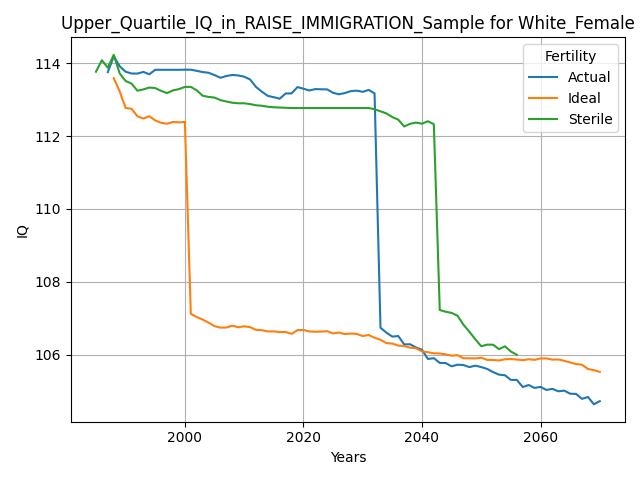 Upper_Quartile_IQ_in_RAISE_IMMIGRATION_Sample for White_Female
Fertility
Actual
Ideal
Sterile
114
112
110
108
106
IQ
2000
2020
2040
2060
Years